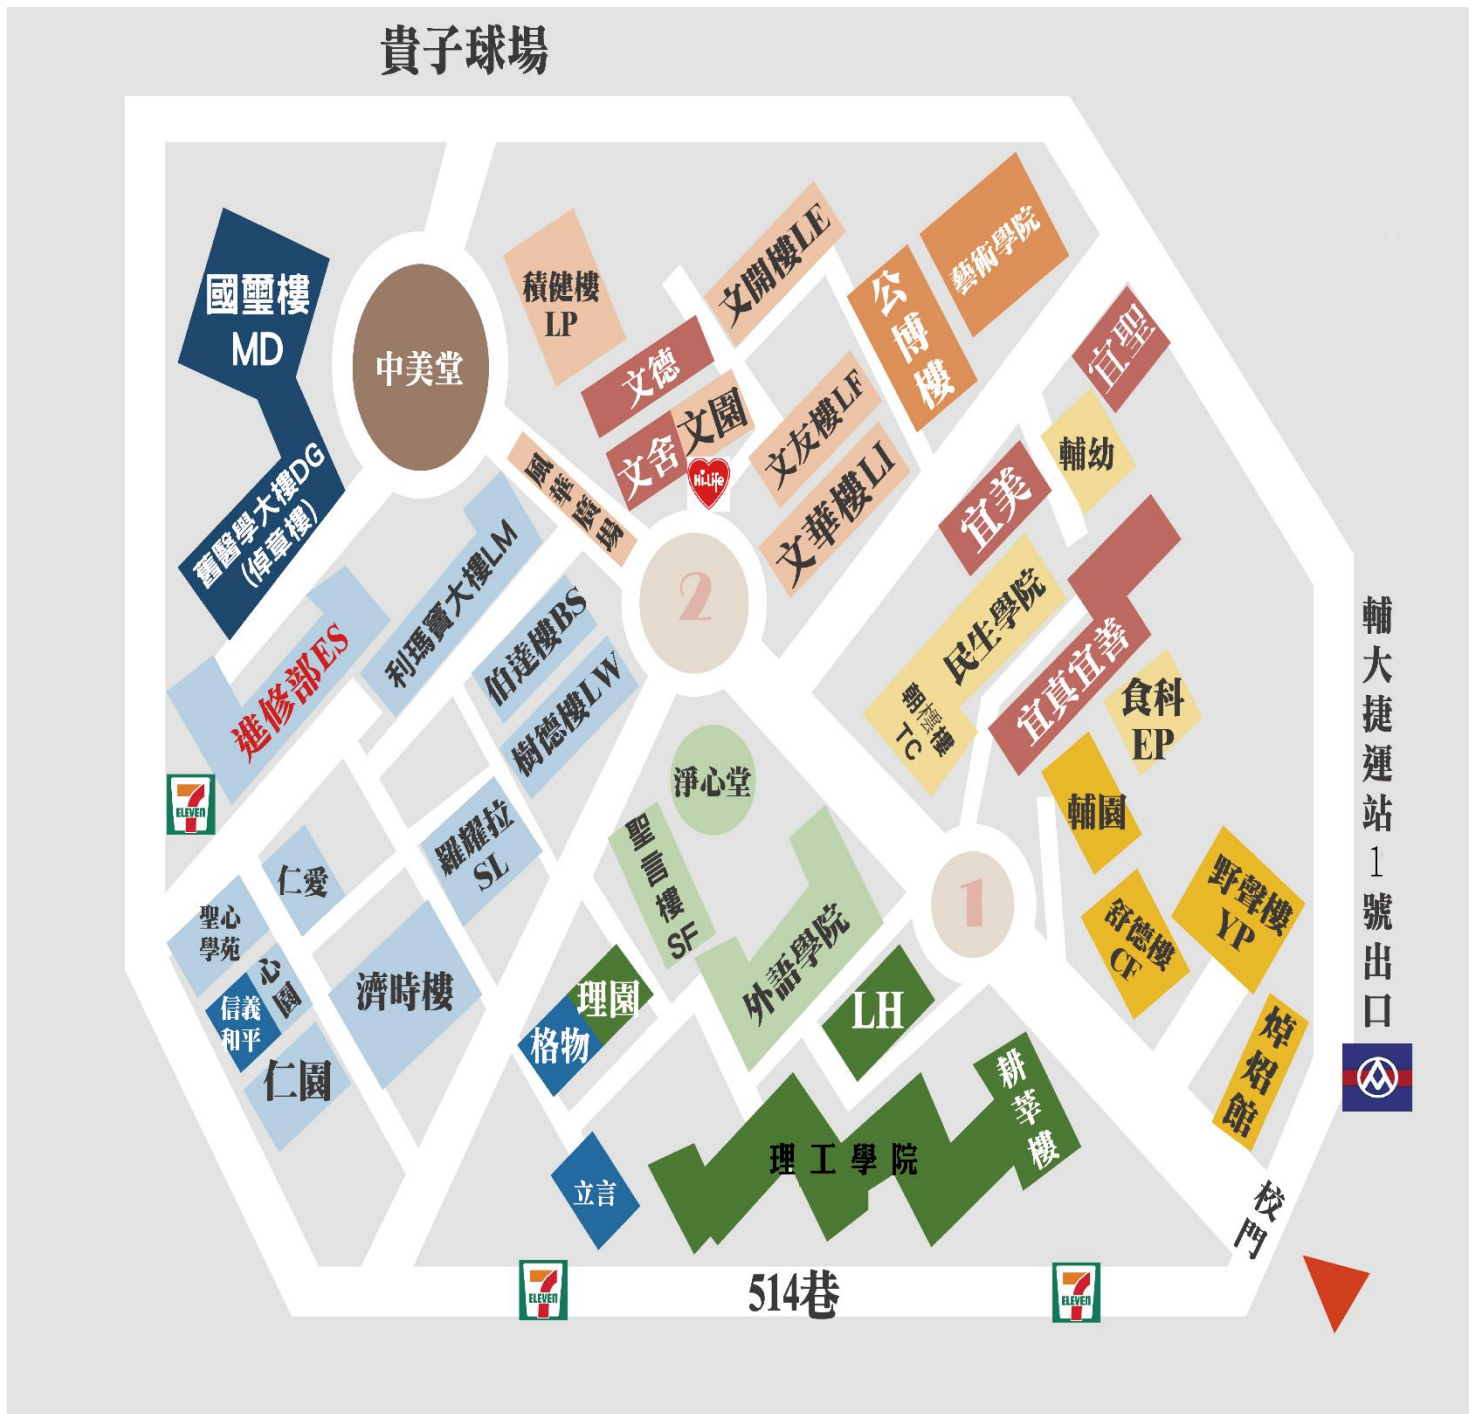 貴子球場
國璽樓
MD
中美堂
積健樓
LP
文開樓LE
公博樓
藝術學院
文德
文園
文舍
Hi-Life
文友樓LF
文華樓LI
宜聖
輔幼
宜美
風華廣場
舊醫學大樓DG
(倬章樓)
利瑪竇大樓LM
進修部ES
伯達樓BS
樹德樓LW
2
民生學院
朝橒樓
TC
宜真宜善
食科
EP
輔大捷運站1號出口
7
ELEVEN
淨心堂
聖言樓SF
羅耀拉
SL
仁愛
聖心
學苑
心園
信義
和平
仁園
濟時樓
理園
格物
外語學院
LH
1
輔園
舒德樓
CF
野聲樓
YP
焯炤館
耕莘樓
理工學院
立言
校門
7
ELEVEN
514巷
7
ELEVEN